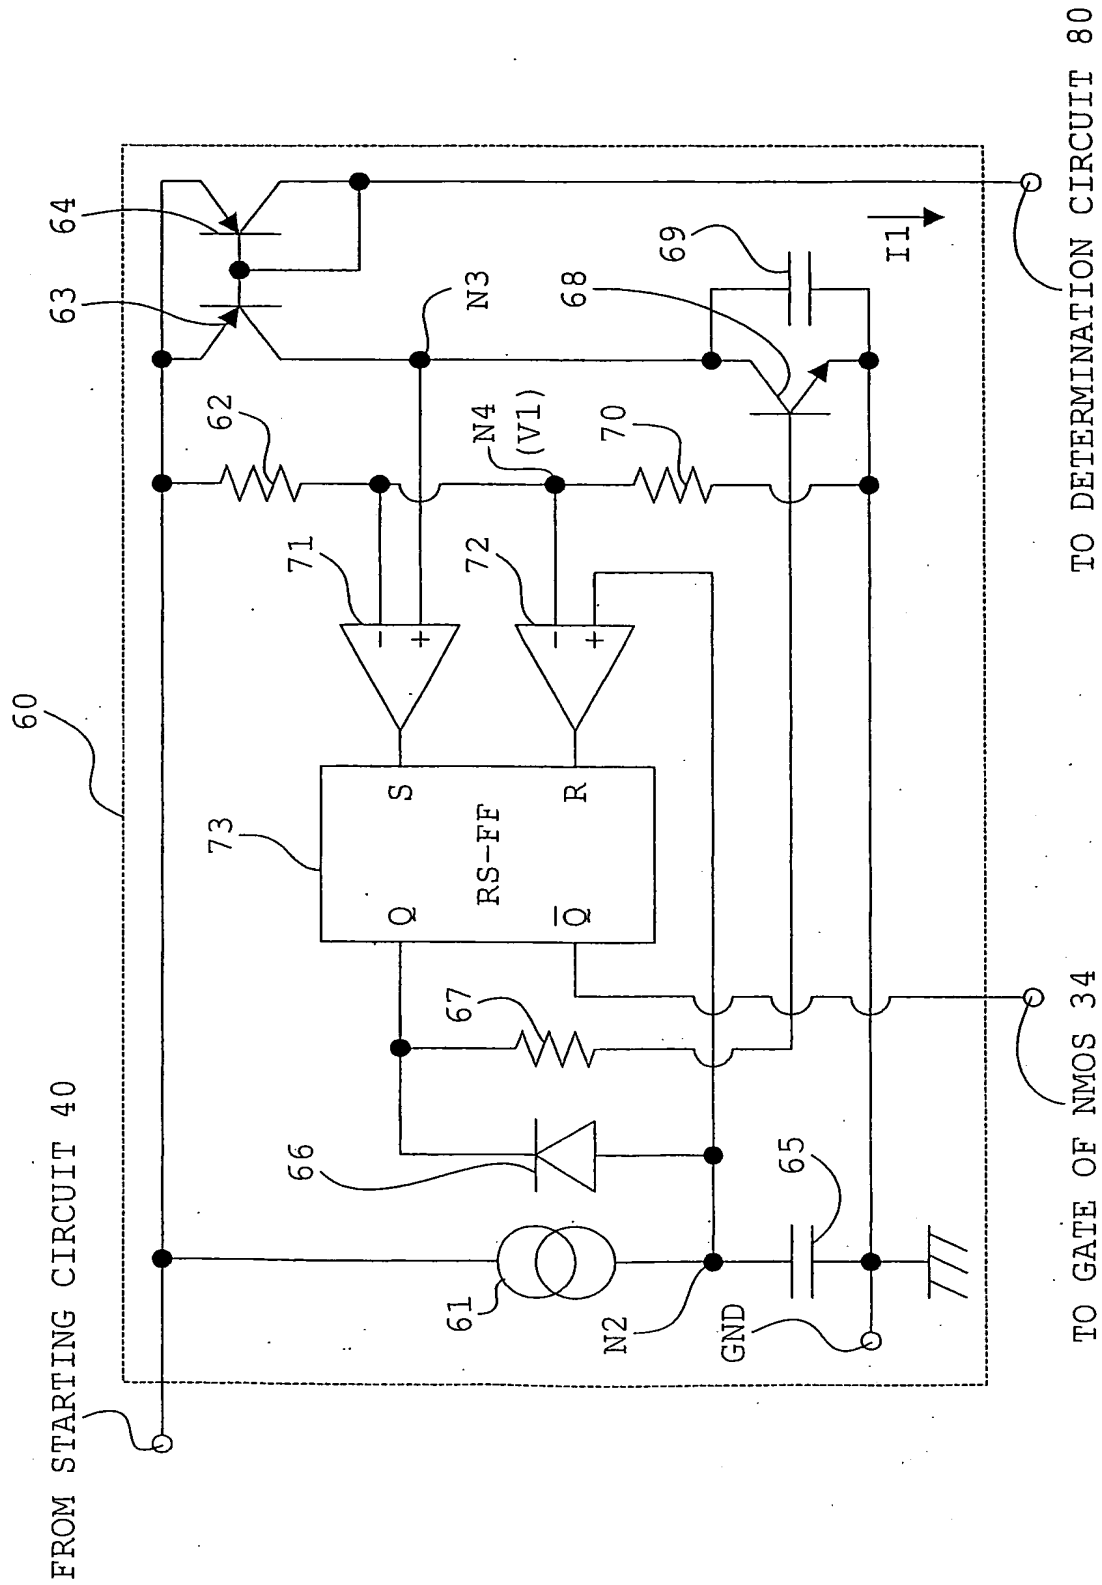 60
FROM STARTING CIRCUIT 40
63
64
73
62
66
71
-
+
Q
S
61
67
RS-FF
72
-
+
N3
N4
(V1)
Q̅
R
68
70
N2
69
GND
65
I1
TO GATE OF NMOS 34
TO DETERMINATION CIRCUIT 80